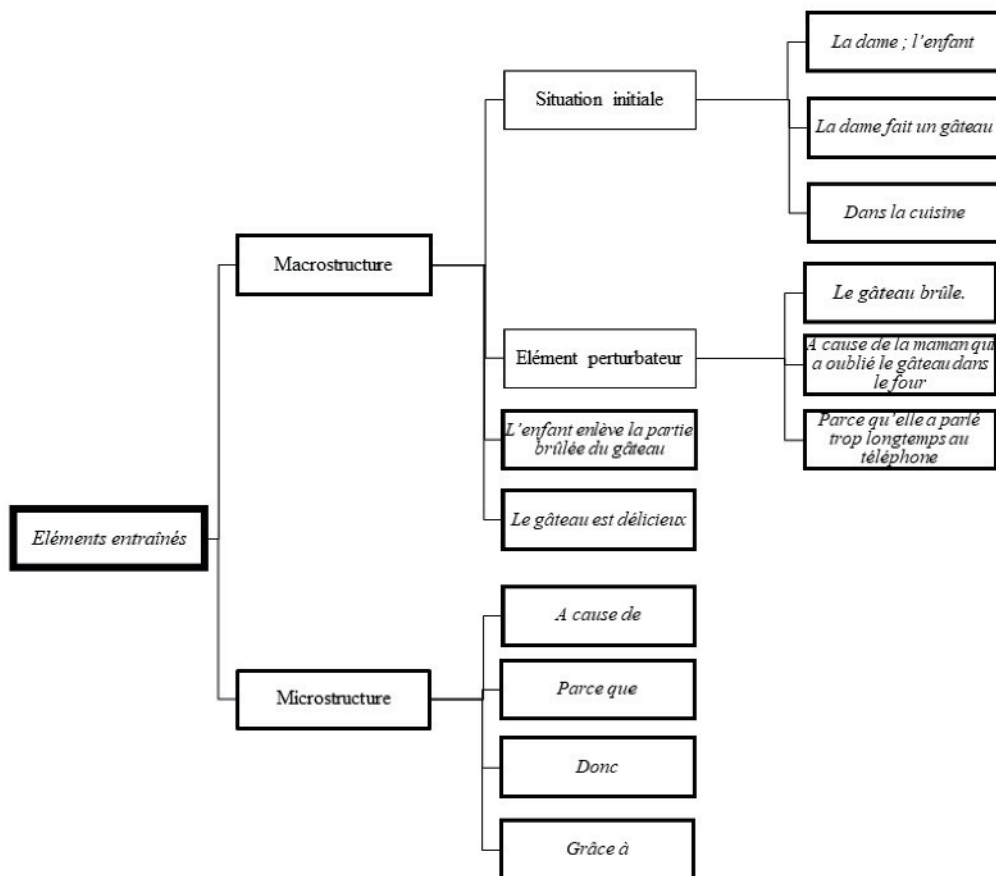 La dame ; l'enfant
Situation initiale
La dame fait un gâteau
Dans la cuisine
Macrostructure
Le gâteau brûle.
Elément perturbateur
A cause de la maman qui
a oublié le gâteau dans
le four
L'enfant enlève la partie
brûlée du gâteau
Parce qu'elle a parlé
trop longtemps au
téléphone
Le gâteau est délicieux
Eléments entraînés
A cause de
Microstructure
Parce que
Donc
Grâce à